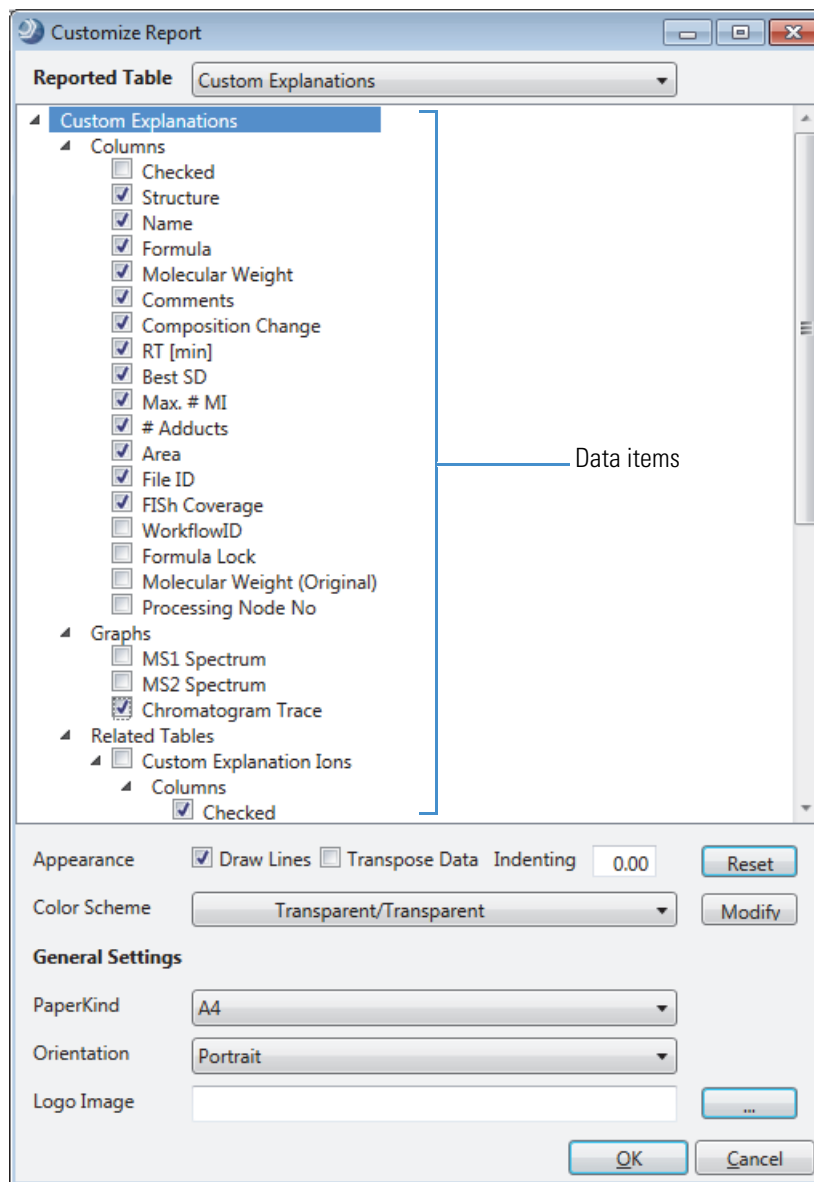 Customize Report
Reported Table Custom Explanations
Custom Explanations
Columns
Checked
Structure
Name
Formula
Molecular Weight
Comments
Composition Change
RT [min]
Best SD
Max. # MI
# Adducts
Area
Data items
File ID
FISh Coverage
WorkflowID
Formula Lock
Molecular Weight (Original)
Processing Node No
Graphs
MS1 Spectrum
MS2 Spectrum
Chromatogram Trace
Related Tables
Custom Explanation Ions
Columns
Checked
Appearance Draw Lines Transpose Data Indenting 0.00 Reset
Color Scheme Transparent/Transparent Modify
General Settings
PaperKind A4
Orientation Portrait
Logo Image ...
OK Cancel